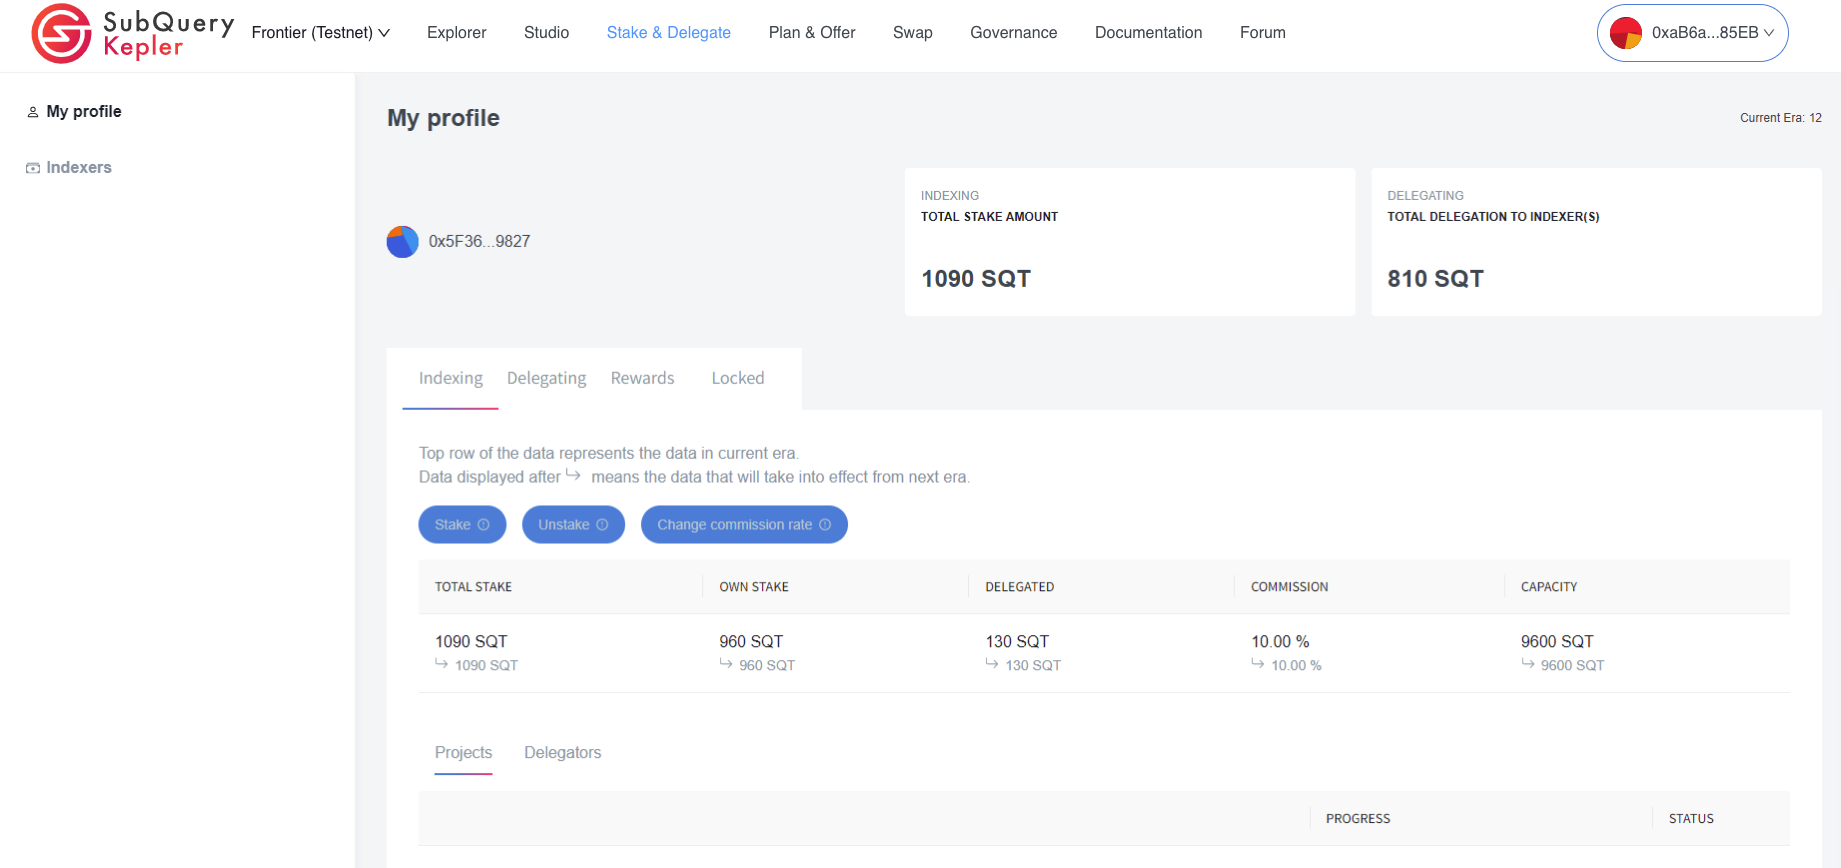 SubQuery
Kepler
Frontier (Testnet)
Explorer
Studio
Stake & Delegate
Plan & Offer
Swap
Governance
Documentation
Forum
0xaB6a...85EB
My profile
Indexers
My profile
Current Era: 12
0x5F36...9827
INDEXING
TOTAL STAKE AMOUNT
1090 SQT
DELEGATING
TOTAL DELEGATION TO INDEXER(S)
810 SQT
Indexing
Delegating
Rewards
Locked
Top row of the data represents the data in current era.
Data displayed after ↪ means the data that will take into effect from next era.
Stake
Unstake
Change commission rate
TOTAL STAKE
OWN STAKE
DELEGATED
COMMISSION
CAPACITY
1090 SQT
960 SQT
130 SQT
10.00 %
9600 SQT
1090 SQT
960 SQT
130 SQT
10.00 %
9600 SQT
Projects
Delegators
PROGRESS
STATUS